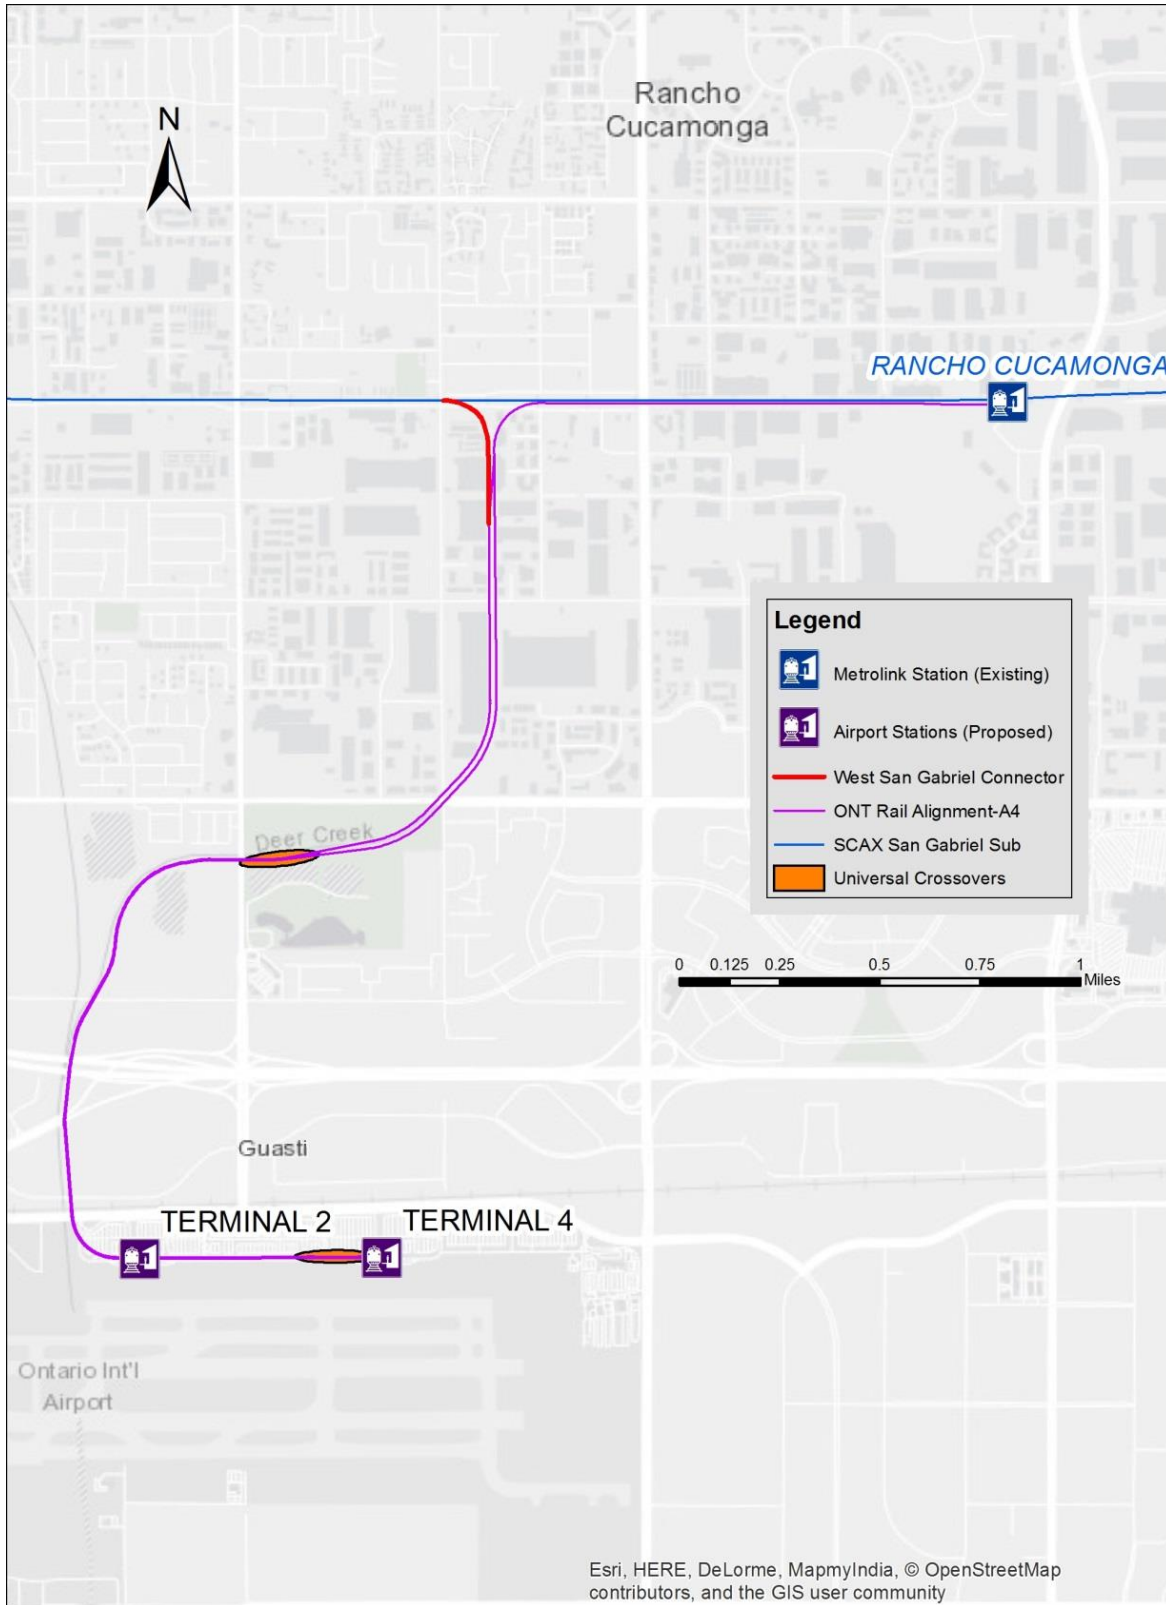 N
Rancho
Cucamonga
RANCHO CUCAMONGA
Legend
Metrolink Station (Existing)
Airport Stations (Proposed)
West San Gabriel Connector
ONT Rail Alignment-A4
SCAX San Gabriel Sub
Universal Crossovers
Deer Creek
0 0.125 0.25 0.5 0.75 1
Miles
Guasti
TERMINAL 2
TERMINAL 4
Ontario Int'l
Airport
Esri, HERE, DeLorme, MapmyIndia, © OpenStreetMap
contributors, and the GIS user community